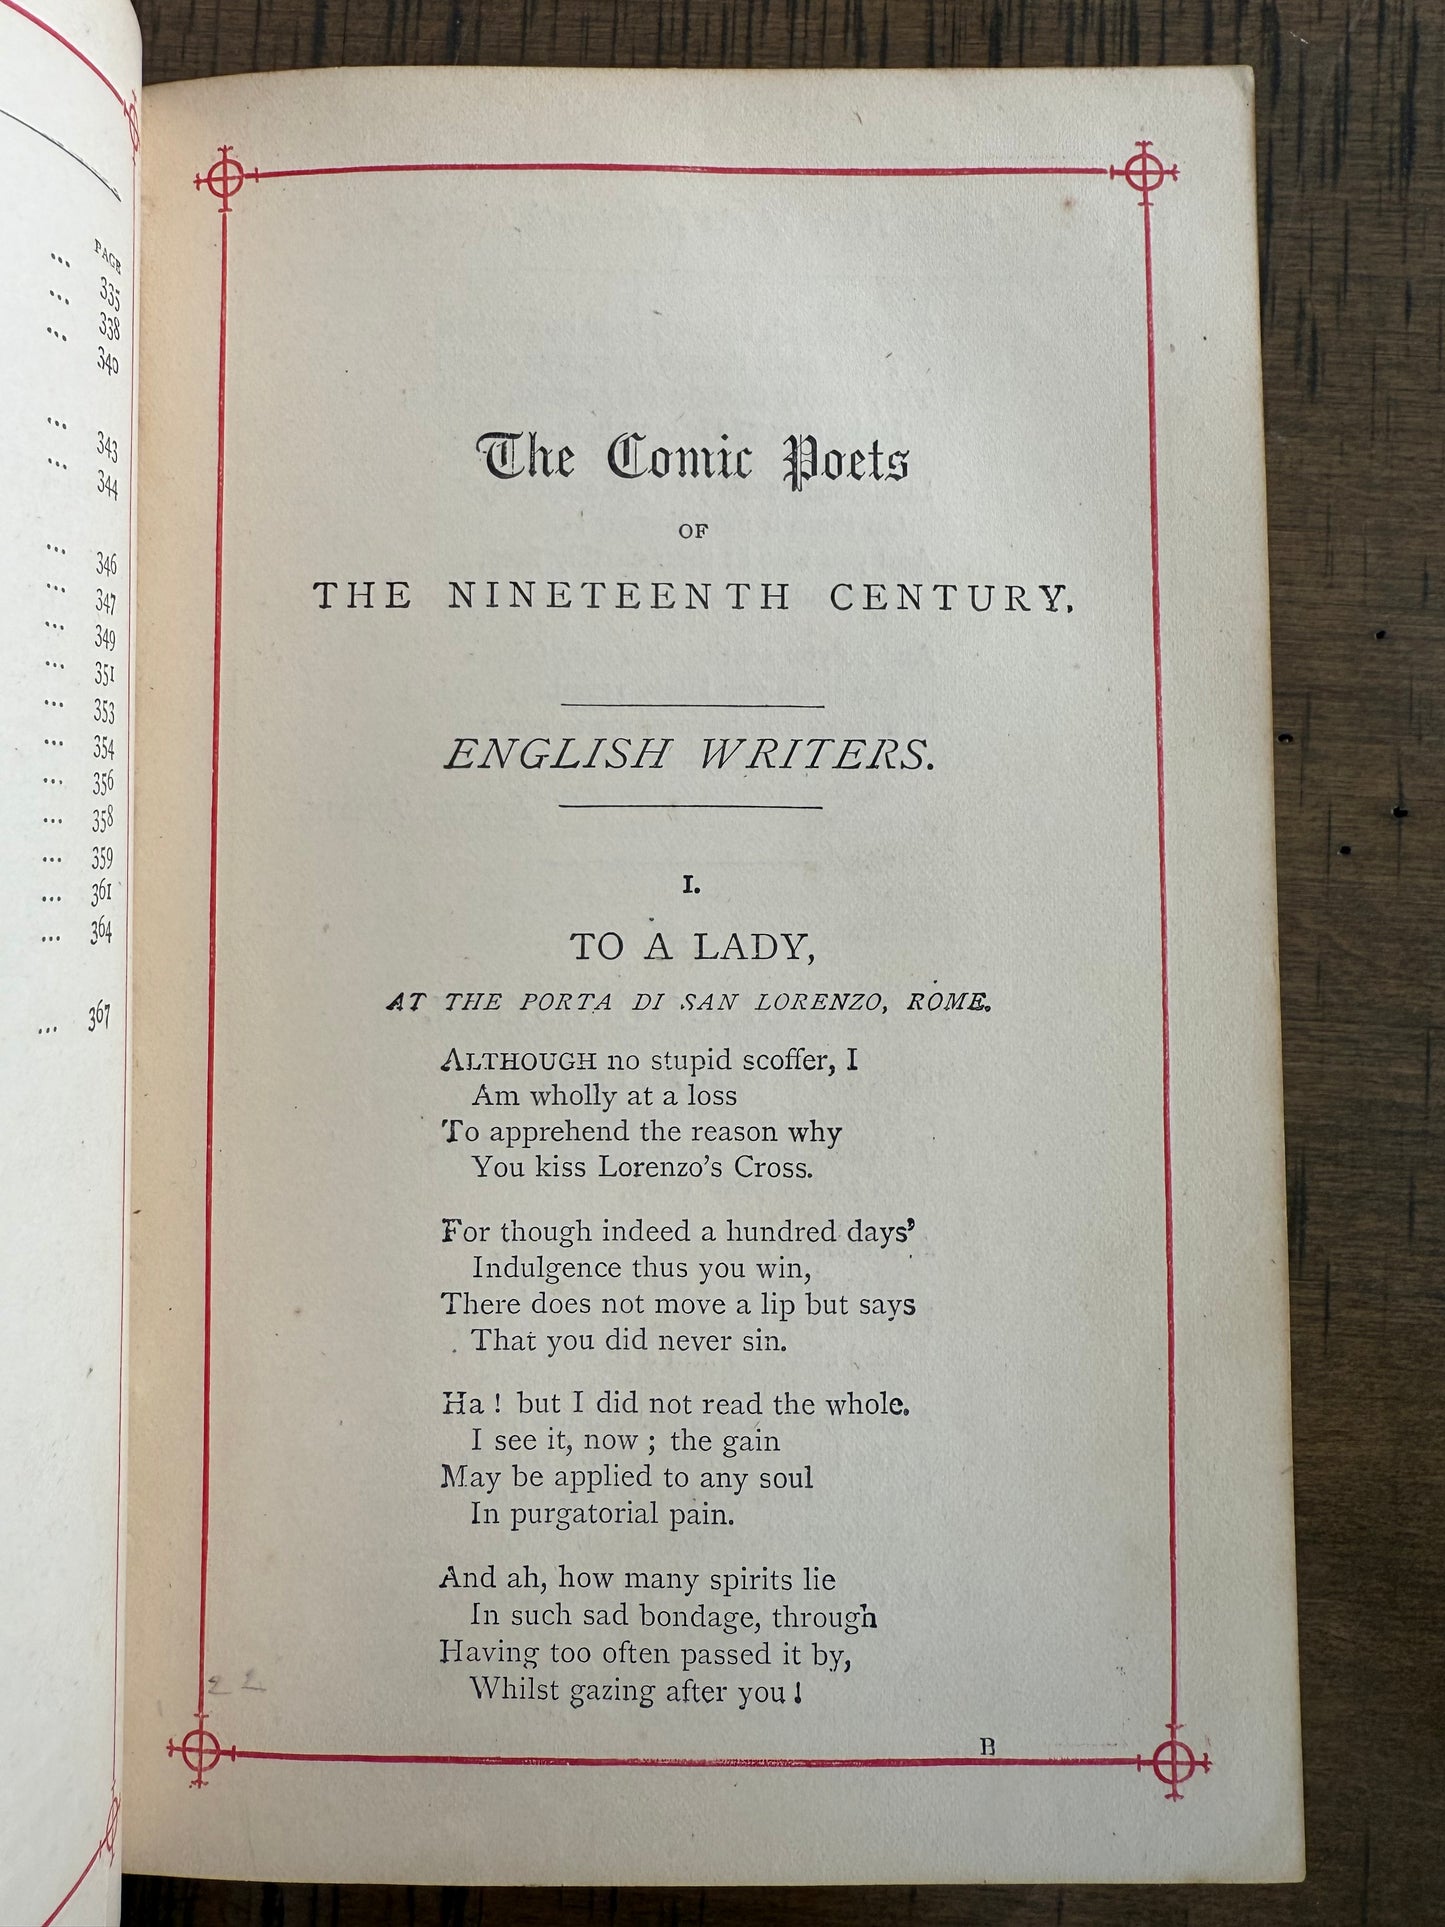 PAGE
... 335
... 338
... 340
... 343
... 344
... 346
... 347
... 349
... 351
... 353
... 354
... 356
... 358
... 359
... 361
... 364
... 367
The Comic Poets
OF
THE NINETEENTH CENTURY.
ENGLISH WRITERS.
I.
TO A LADY,
AT THE PORTA DI SAN LORENZO, ROME.
ALTHOUGH no stupid scoffer, I
Am wholly at a loss
To apprehend the reason why
You kiss Lorenzo's Cross.
For though indeed a hundred days'
Indulgence thus you win,
There does not move a lip but says
That you did never sin.
Ha ! but I did not read the whole.
I see it, now ; the gain
May be applied to any soul
In purgatorial pain.
And ah, how many spirits lie
In such sad bondage, through
Having too often passed it by,
Whilst gazing after you !
22
B